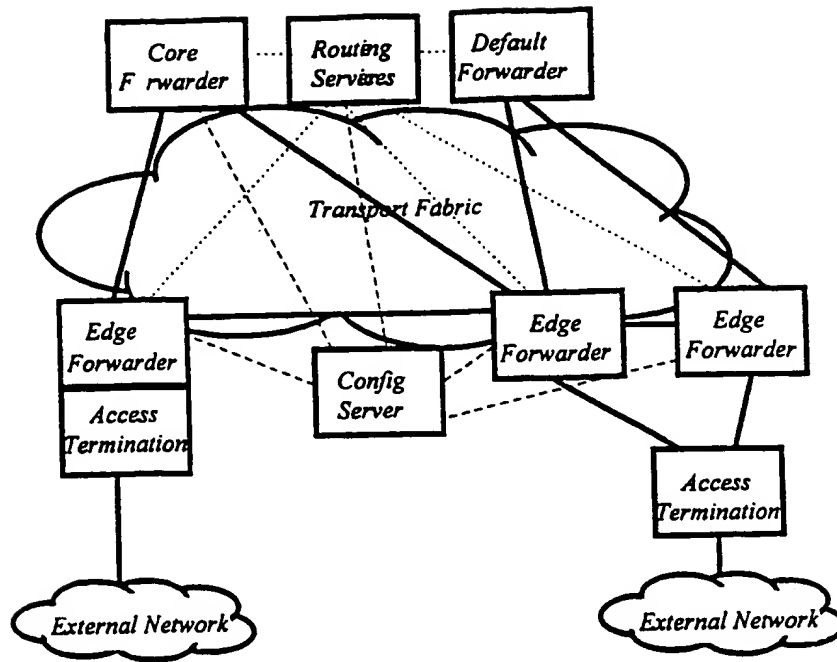 Core
F rwarder
Routing
Services
Default
Forwarder
Transport Fabric
Edge
Forwarder
Edge
Forwarder
Edge
Forwarder
Config
Server
Access
Termination
Access
Termination
External Network
External Network